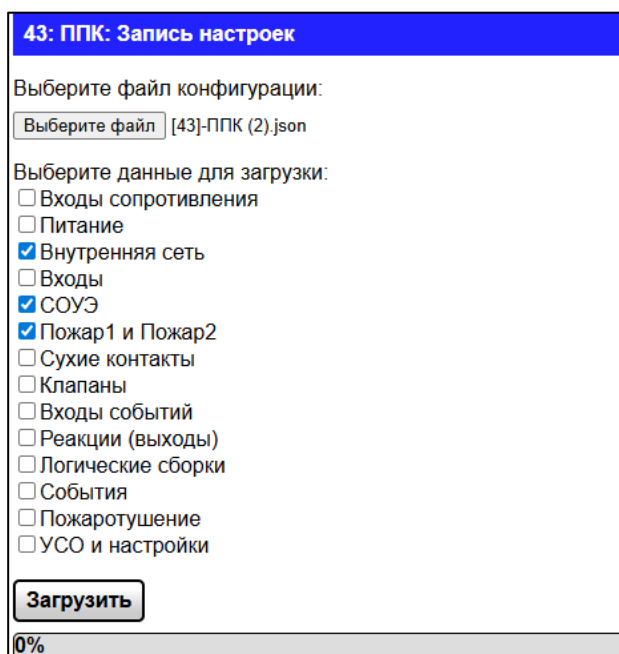 43: ППК: Запись настроек
Выберите файл конфигурации:
Выберите файл [43]-ППК (2).json
Выберите данные для загрузки:
Входы сопротивления
Питание
Внутренняя сеть
Входы
СОУЭ
Пожар1 и Пожар2
Сухие контакты
Клапаны
Входы событий
Реакции (выходы)
Логические сборки
События
Пожаротушение
УСО и настройки
Загрузить
0%